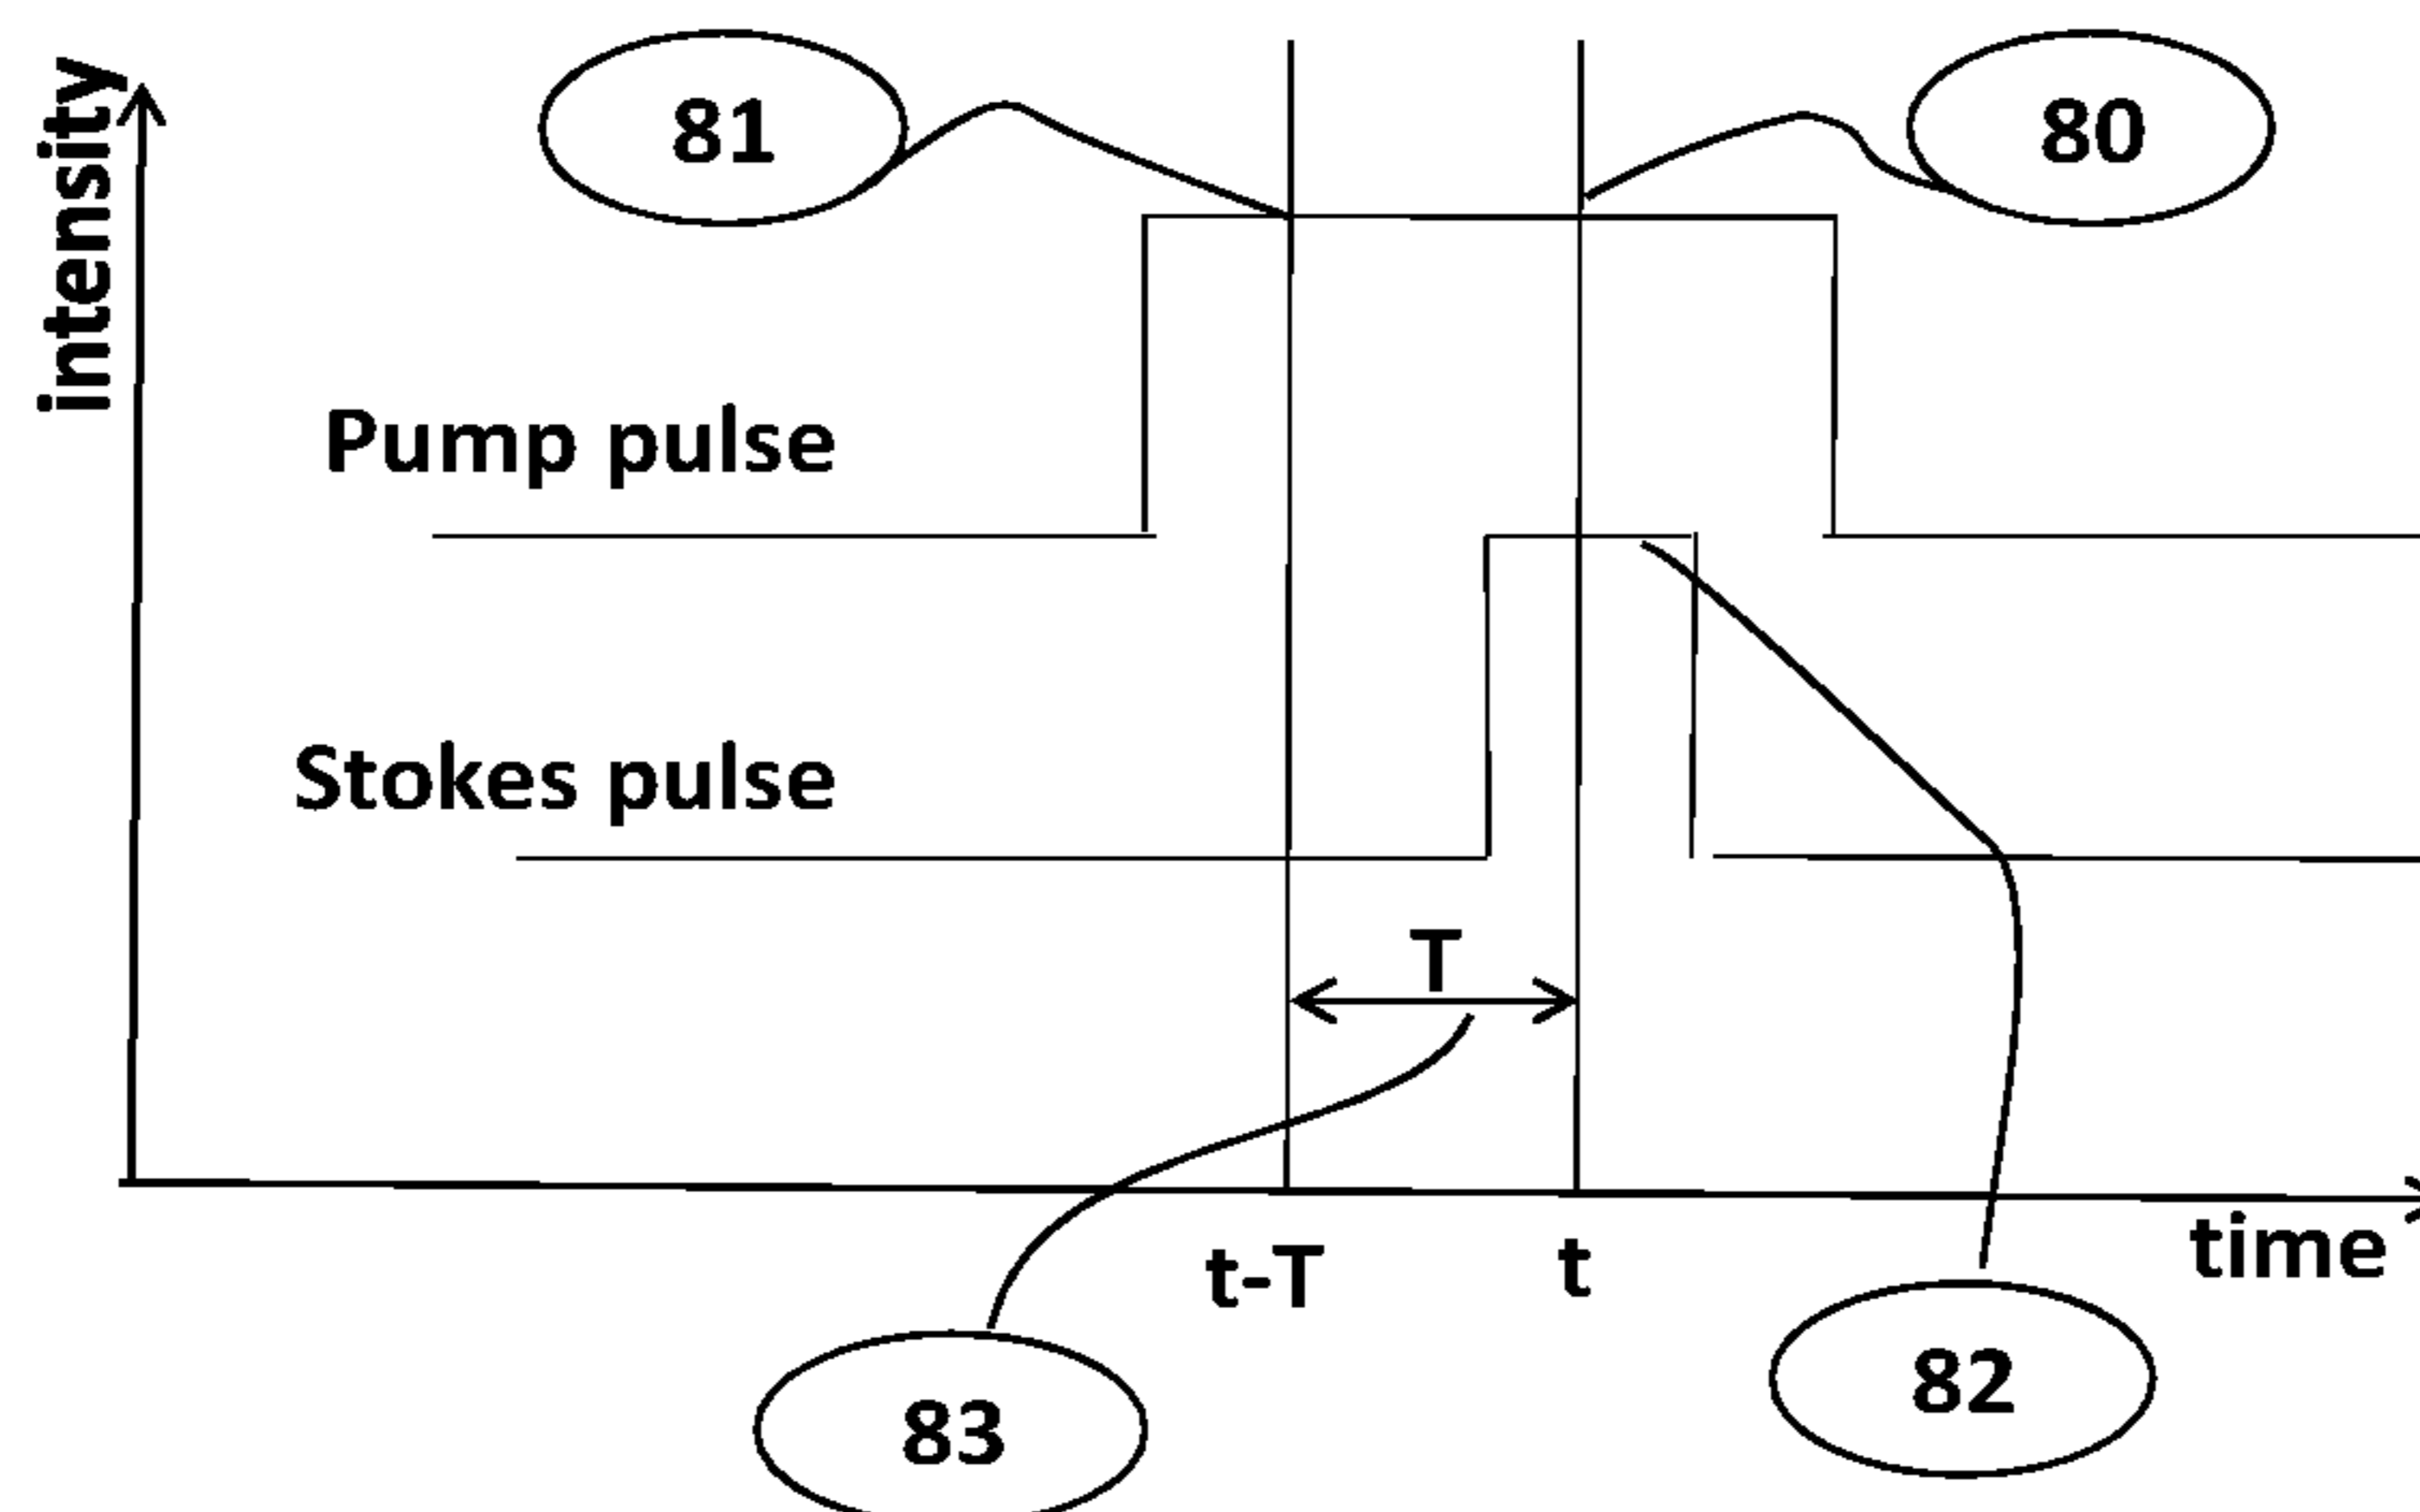 intensity
81
80
Pump pulse
Stokes pulse
T
t-T
t
time
83
82